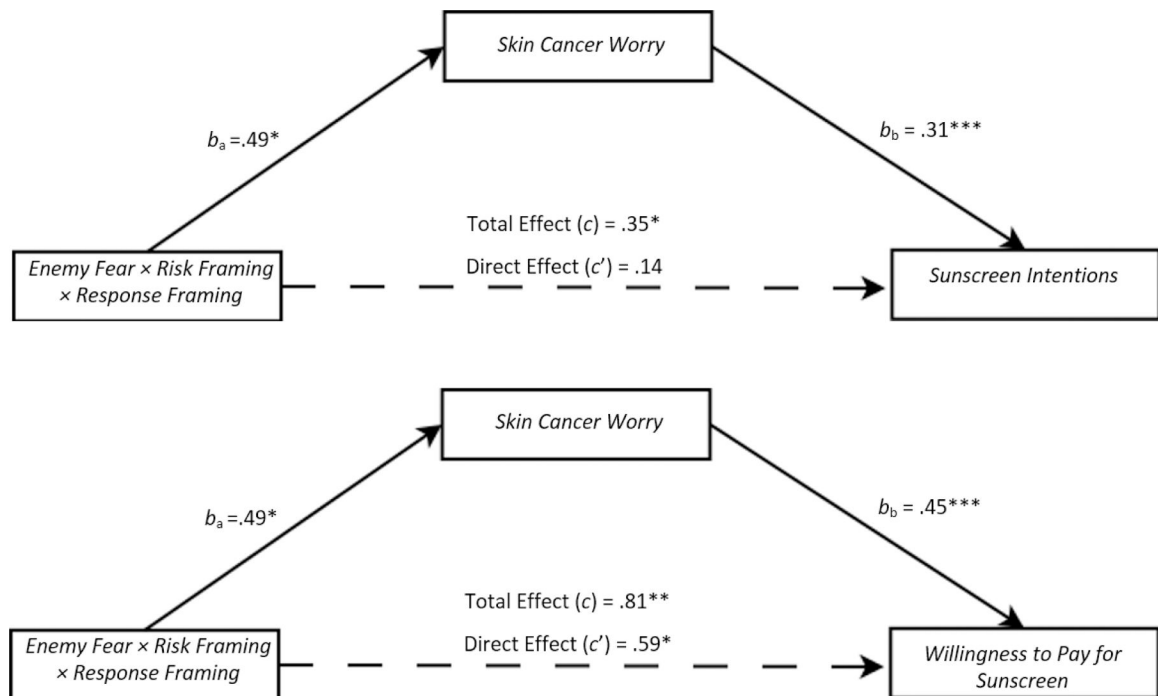 Skin Cancer Worry
bₐ =.49*
b_b = .31***
Total Effect (c) = .35*
Direct Effect (c’) = .14
Enemy Fear × Risk Framing
× Response Framing
Sunscreen Intentions
Skin Cancer Worry
bₐ =.49*
b_b = .45***
Total Effect (c) = .81**
Direct Effect (c’) = .59*
Enemy Fear × Risk Framing
× Response Framing
Willingness to Pay for
Sunscreen